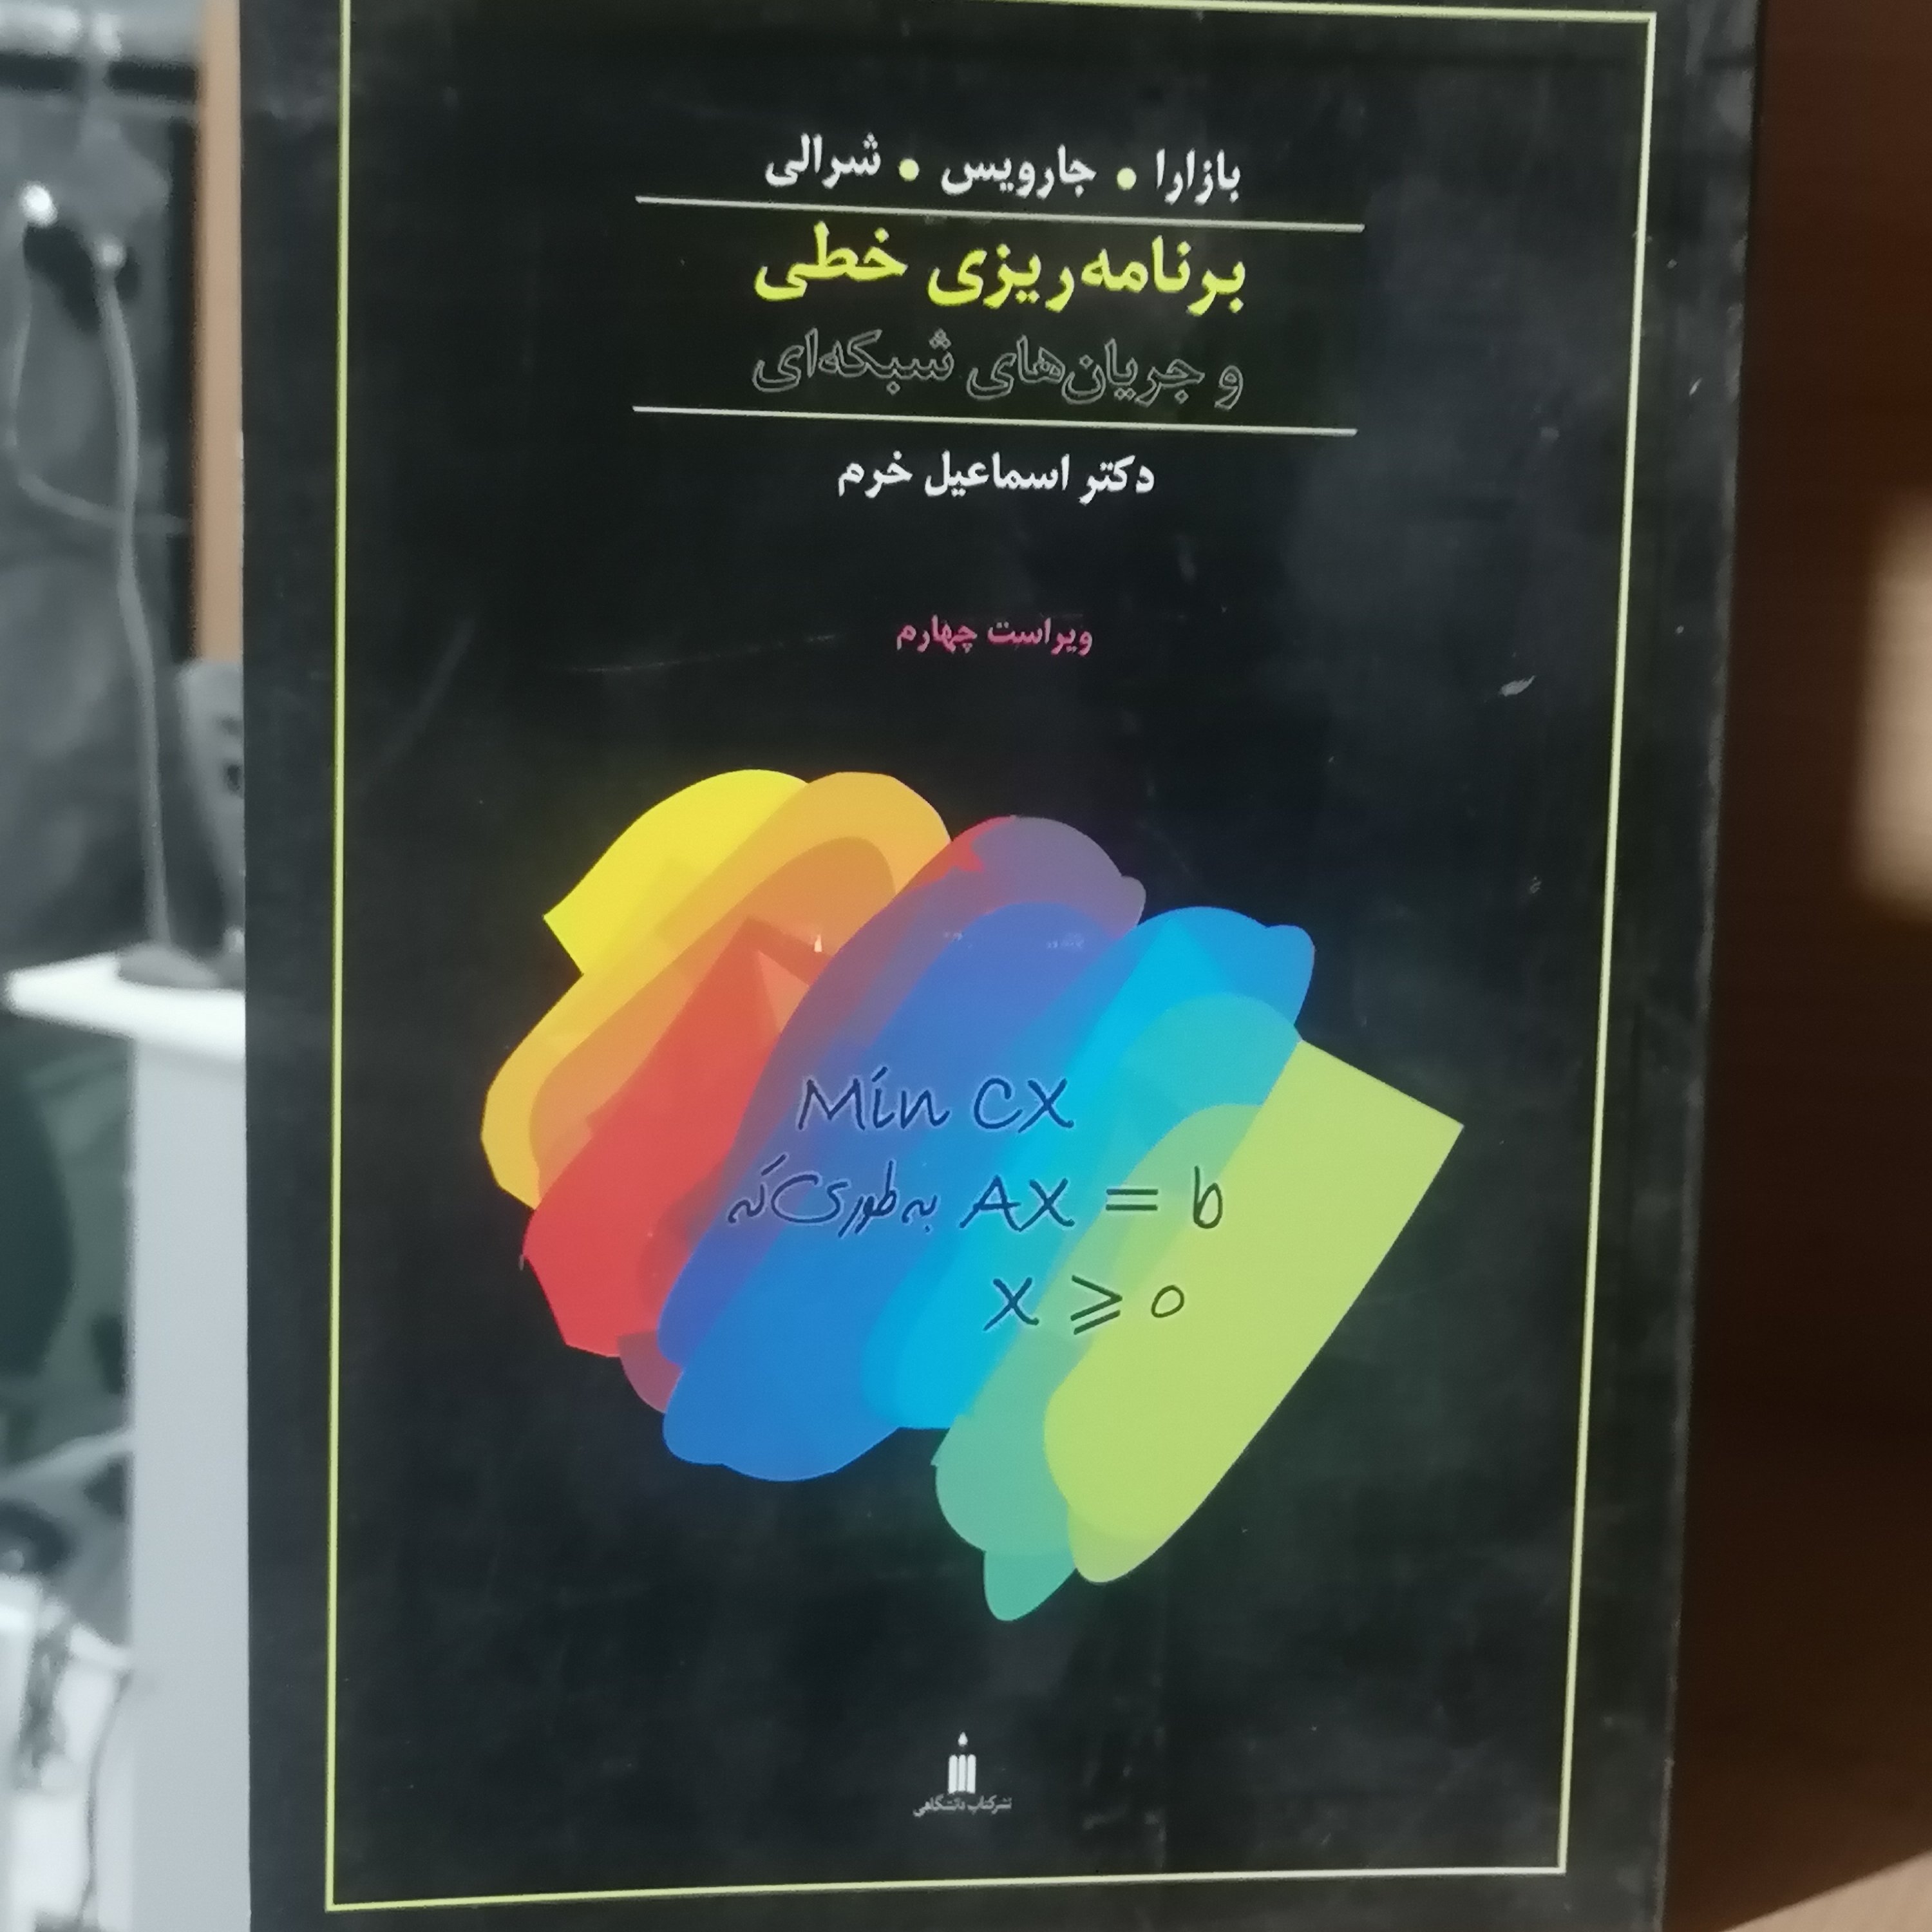 بازارا • جارویس • شرالی
برنامه‌ریزی خطی
و جریان‌های شبکه‌ای
دکتر اسماعیل خرم
ویراست چهارم
Min CX
به طوری که AX = b
X ⩾ 0
نشر کتاب دانشگاهی